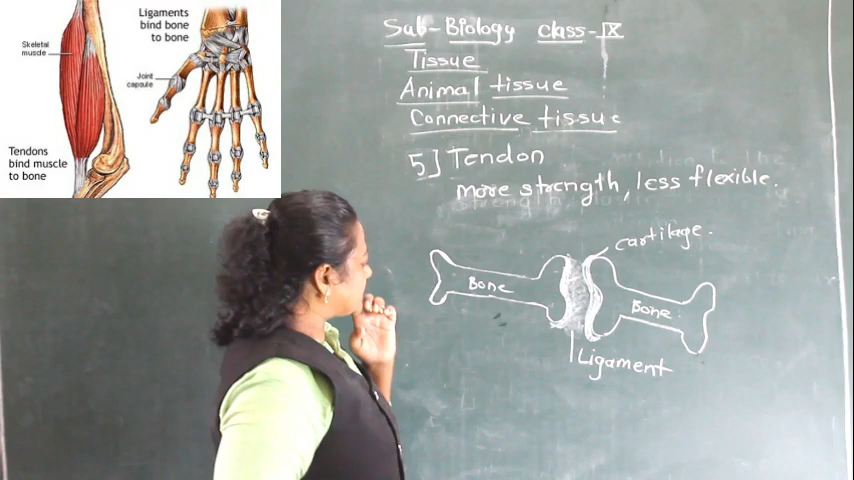 Ligaments
bind bone
to bone
Skeletal
muscle
Joint
capsule
Tendons
bind muscle
to bone
Sub-Biology class-IX
Tissue
Animal tissue
Connective tissue
5] Tendon
more strength, less flexible.
cartilage.
Bone
Bone.
Ligament